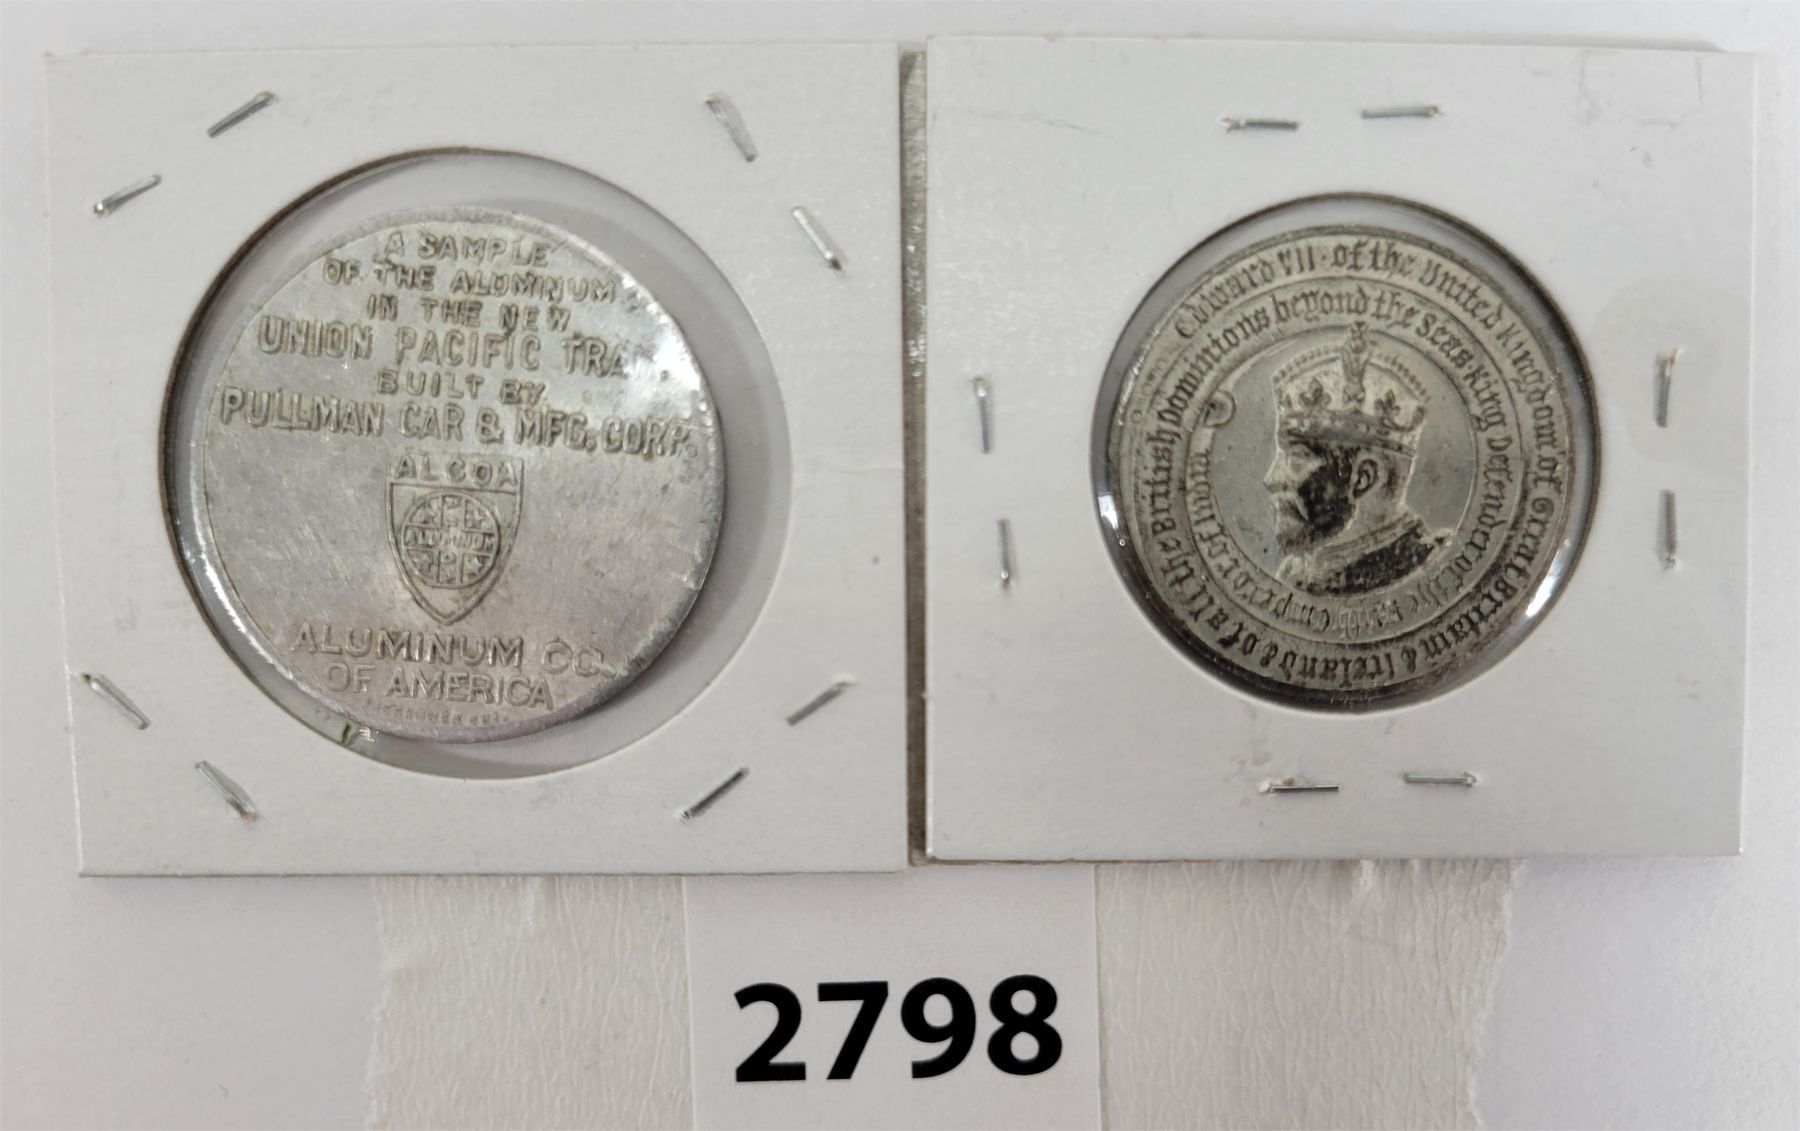 A SAMPLE
OF THE ALUMINUM
IN THE NEW
UNION PACIFIC
BUILT BY
PULLMAN CAR & MFG. CORP.
ALCOA
ALUMINUM
ALUMINUM CO.
OF AMERICA
Edward VII · of the United Kingdom of Great Britain & Ireland & of all the British Dominions beyond the Seas · King Defender of the Faith Emperor of India
2798